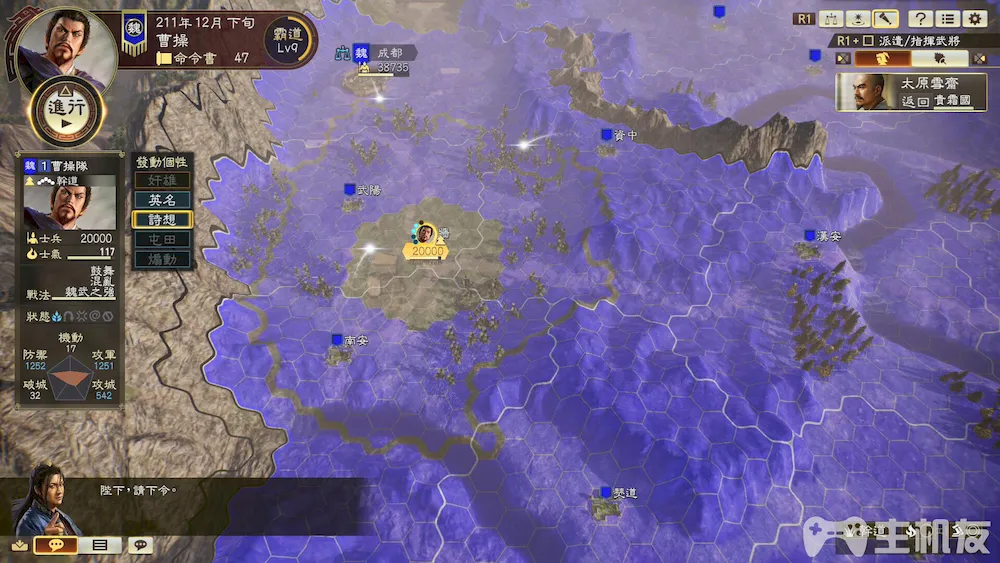 魏
211年12月下旬
曹操
命令書 47
霸道
Lv9
進行
魏 1 曹操隊
幹道
士兵 20000
士氣 117
鼓舞
混亂
戰法 魏武之強
狀態
機動
17
防禦
1252
攻軍
1251
破城
32
攻城
542
發動個性
奸雄
英名
詩想
屯田
煽動
魏 成都
38735
資中
武陽
20000
漢安
南安
僰道
R1
?
R1+□ 派遣/指揮武將
太原雪齋
返回 貴霜國
陛下,請下令。
幹道
生机友